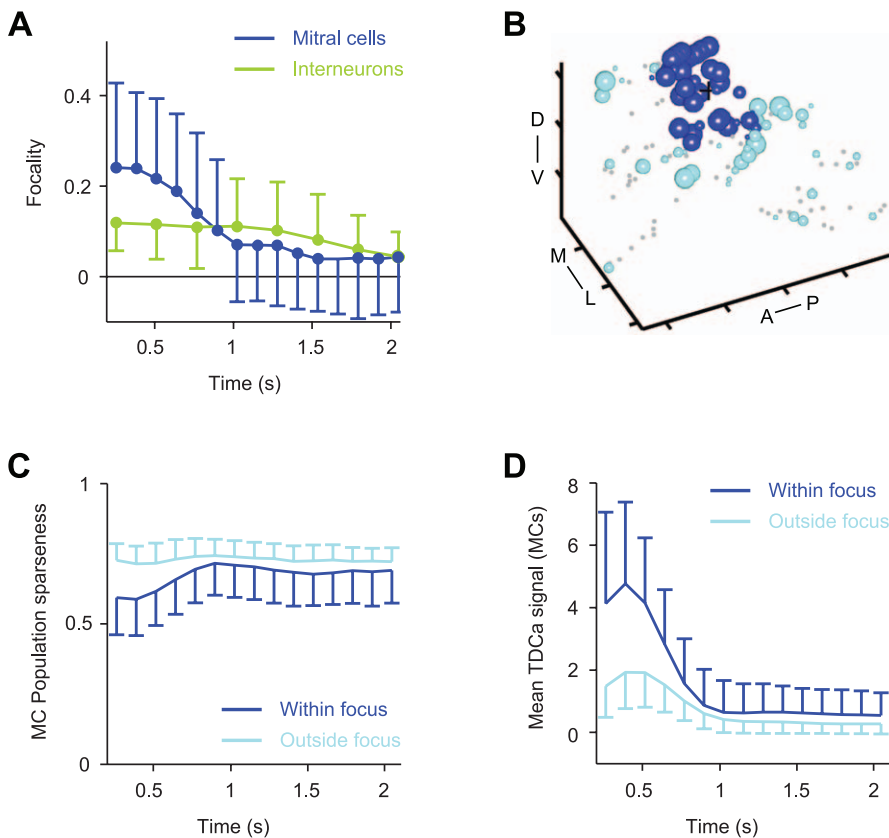 A
Mitral cells
Interneurons
Focality
0.4
0.2
0
0.5
1
1.5
2
Time (s)
B
D
V
M
L
A
P
C
MC Population sparseness
1
0.5
0
Within focus
Outside focus
0.5
1
1.5
2
Time (s)
D
Mean TDCa signal (MCs)
8
6
4
2
0
Within focus
Outside focus
0.5
1
1.5
2
Time (s)